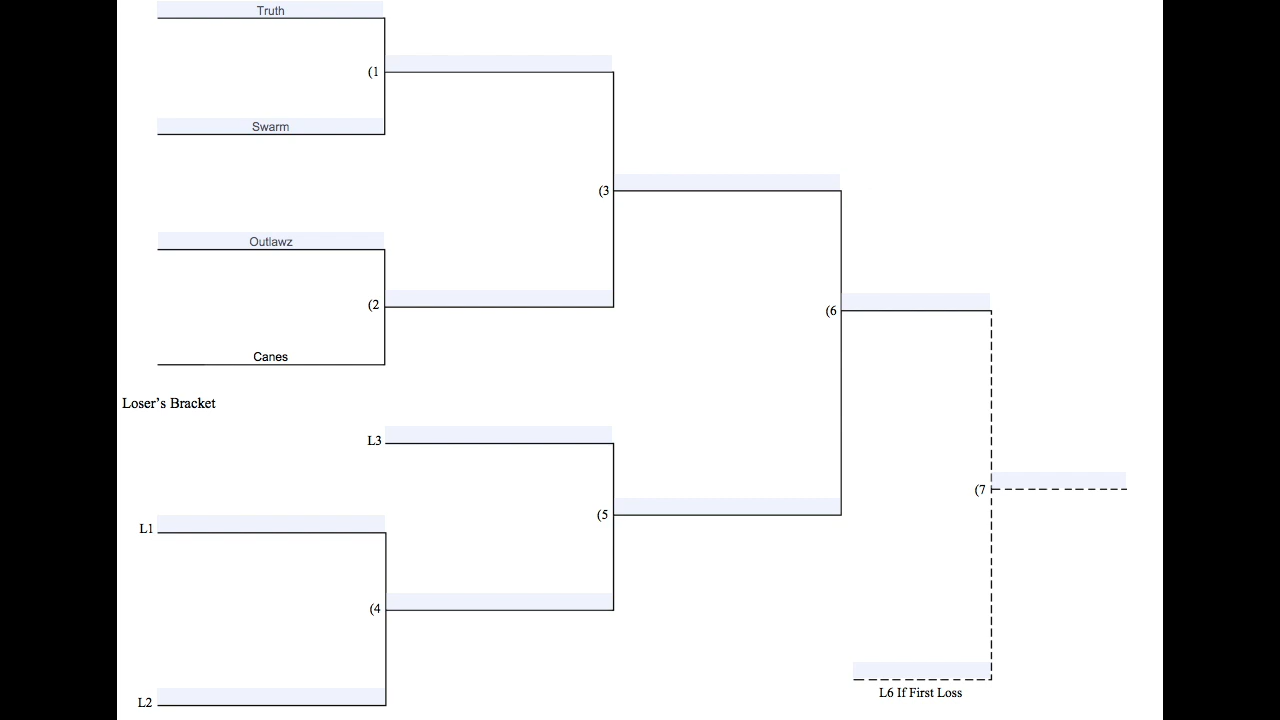 Truth
(1
Swarm
(3
Outlawz
(2
(6
Canes
Loser's Bracket
L3
(7
(5
L1
(4
L6 If First Loss
L2